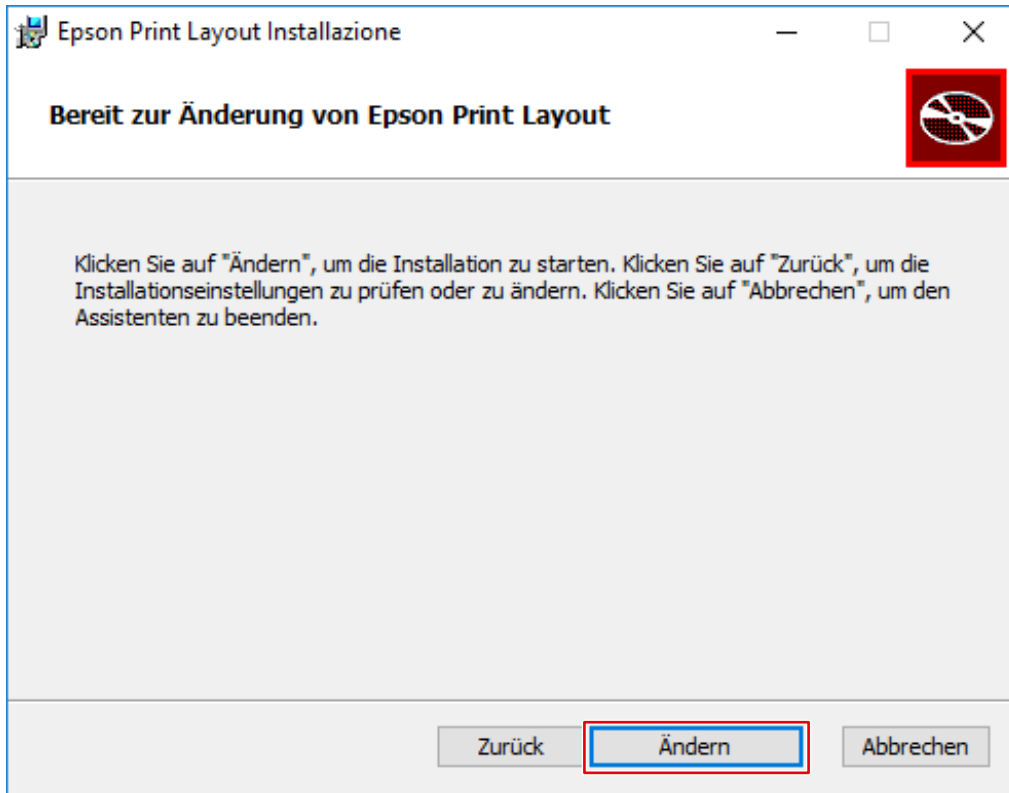 Epson Print Layout Installazione
Bereit zur Änderung von Epson Print Layout
Klicken Sie auf "Ändern", um die Installation zu starten. Klicken Sie auf "Zurück", um die
Installationseinstellungen zu prüfen oder zu ändern. Klicken Sie auf "Abbrechen", um den
Assistenten zu beenden.
Zurück Ändern Abbrechen